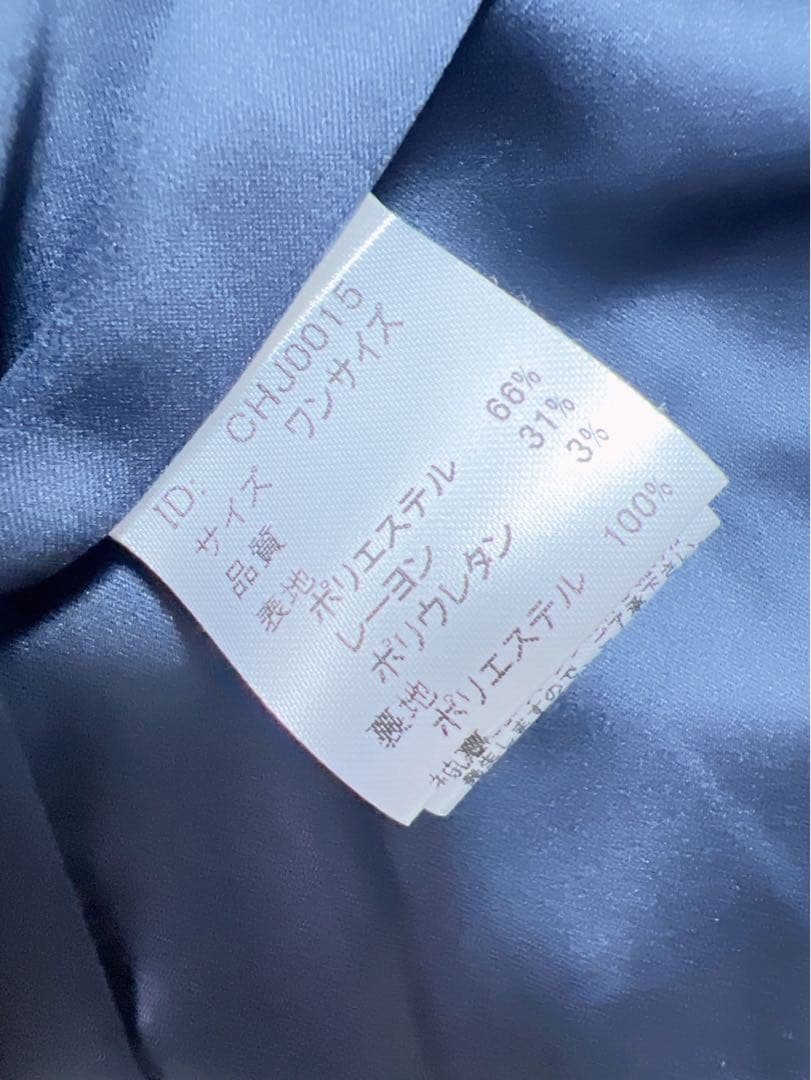 ID: CHJ0015
サイズ ワンサイズ
品質
表地 ポリエステル 66%
レーヨン 31%
ポリウレタン 3%
裏地 ポリエステル 100%